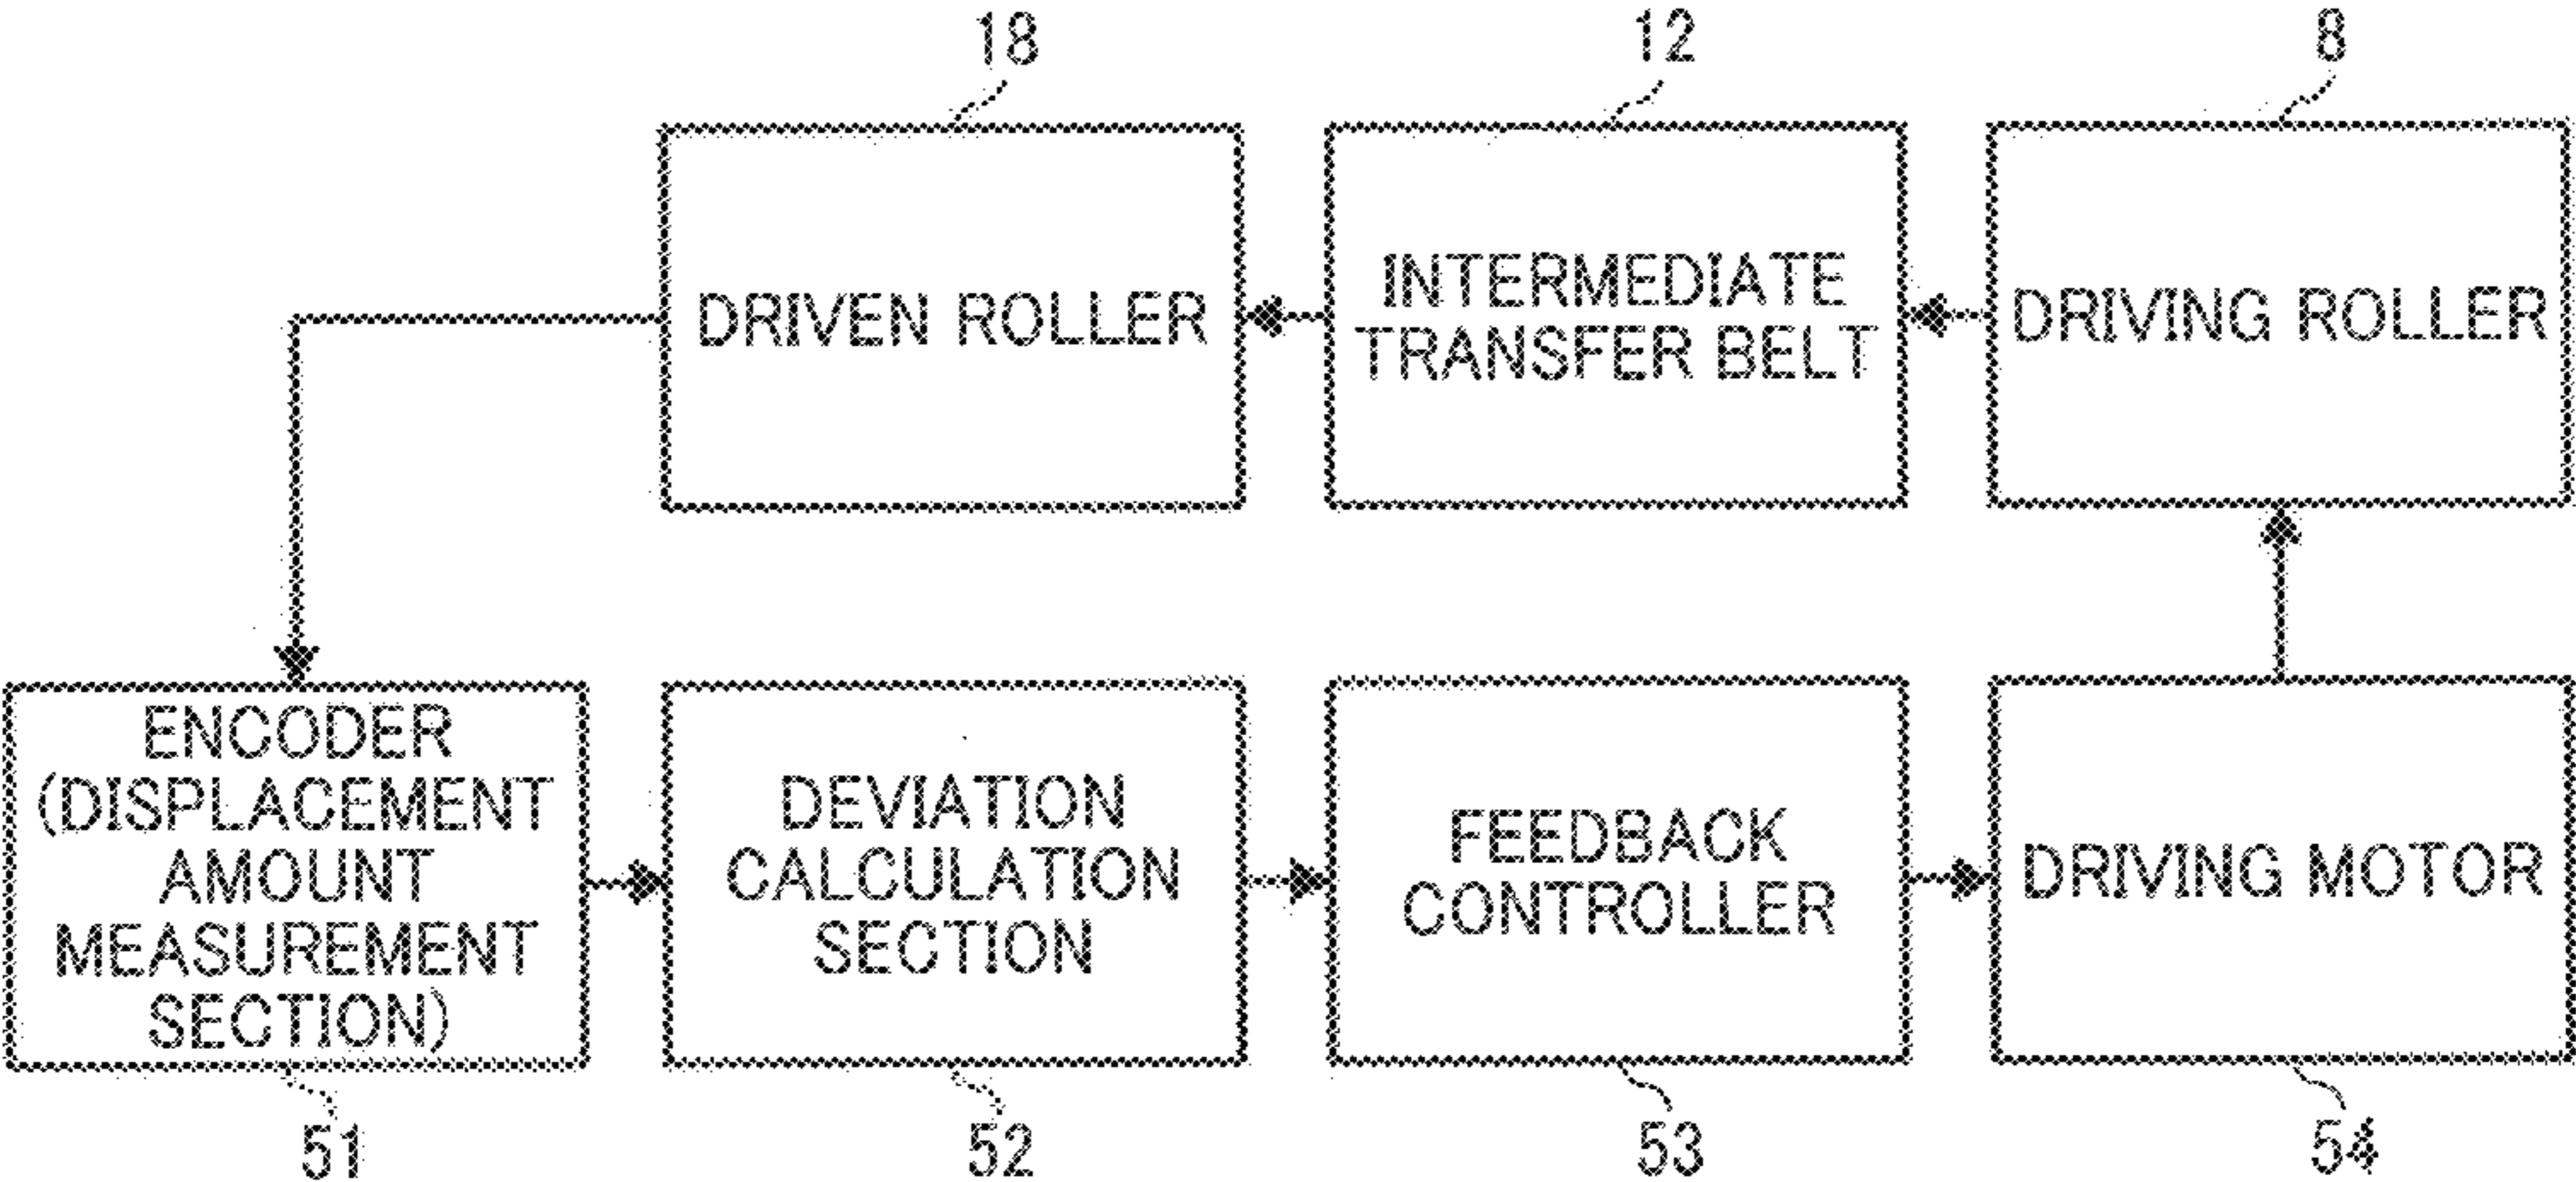 18
12
8
DRIVEN ROLLER
INTERMEDIATE
TRANSFER BELT
DRIVING ROLLER
ENCODER
(DISPLACEMENT
AMOUNT
MEASUREMENT
SECTION)
DEVIATION
CALCULATION
SECTION
FEEDBACK
CONTROLLER
DRIVING MOTOR
51
52
53
54